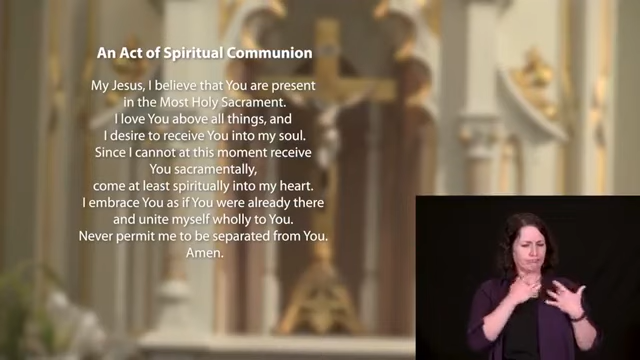 An Act of Spiritual Communion
My Jesus, I believe that You are present
in the Most Holy Sacrament.
I love You above all things, and
I desire to receive You into my soul.
Since I cannot at this moment receive
You sacramentally,
come at least spiritually into my heart.
I embrace You as if You were already there
and unite myself wholly to You.
Never permit me to be separated from You.
Amen.